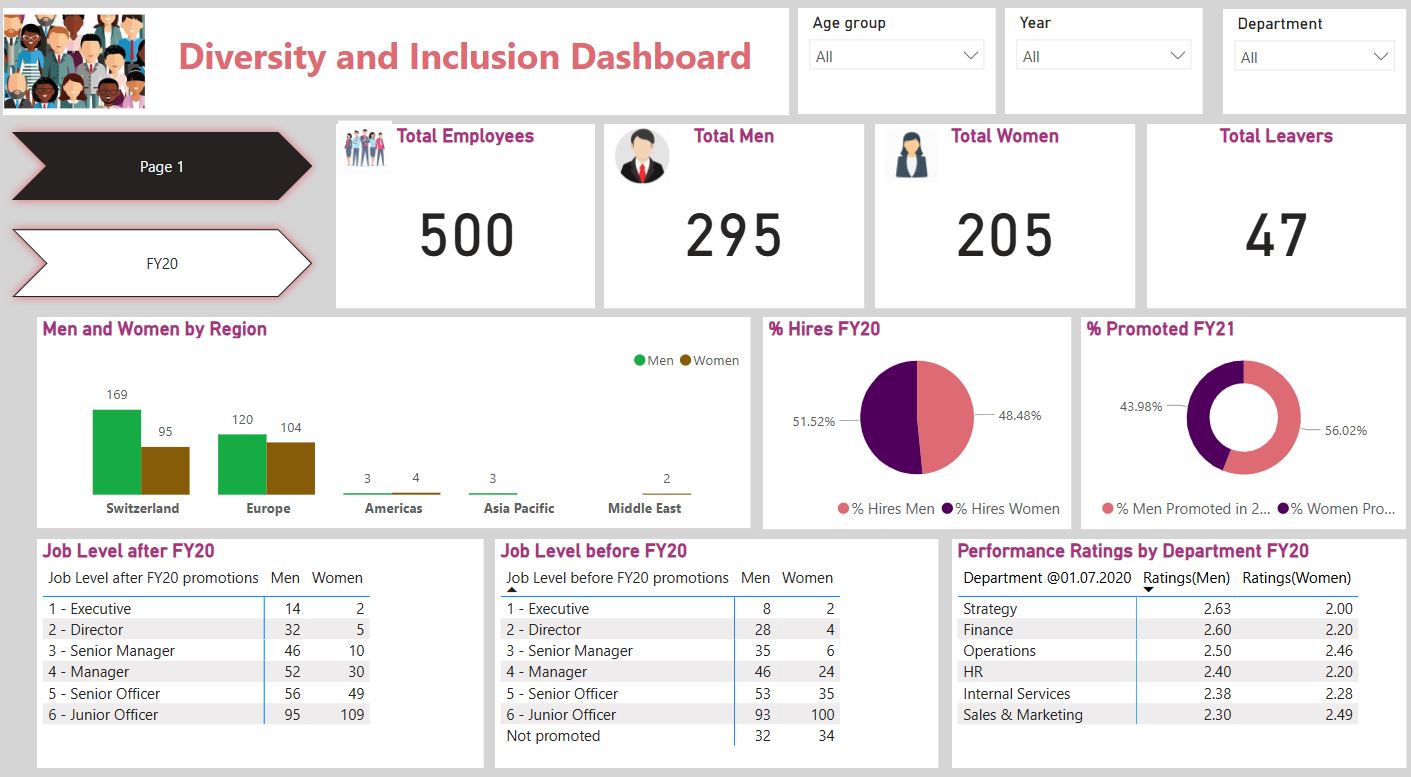 Diversity and Inclusion Dashboard
Age group
All
Year
All
Department
All
Page 1
FY20
Total Employees
500
Total Men
295
Total Women
205
Total Leavers
47
Men and Women by Region
Men Women
169 95 120 104 3 4 3 2
Switzerland Europe Americas Asia Pacific Middle East
% Hires FY20
51.52% 48.48%
% Hires Men % Hires Women
% Promoted FY21
43.98% 56.02%
% Men Promoted in 2... % Women Pro...
Job Level after FY20
Job Level after FY20 promotions Men Women
1 - Executive 14 2
2 - Director 32 5
3 - Senior Manager 46 10
4 - Manager 52 30
5 - Senior Officer 56 49
6 - Junior Officer 95 109
Job Level before FY20
Job Level before FY20 promotions Men Women
1 - Executive 8 2
2 - Director 28 4
3 - Senior Manager 35 6
4 - Manager 46 24
5 - Senior Officer 53 35
6 - Junior Officer 93 100
Not promoted 32 34
Performance Ratings by Department FY20
Department @01.07.2020 Ratings(Men) Ratings(Women)
Strategy 2.63 2.00
Finance 2.60 2.20
Operations 2.50 2.46
HR 2.40 2.20
Internal Services 2.38 2.28
Sales & Marketing 2.30 2.49